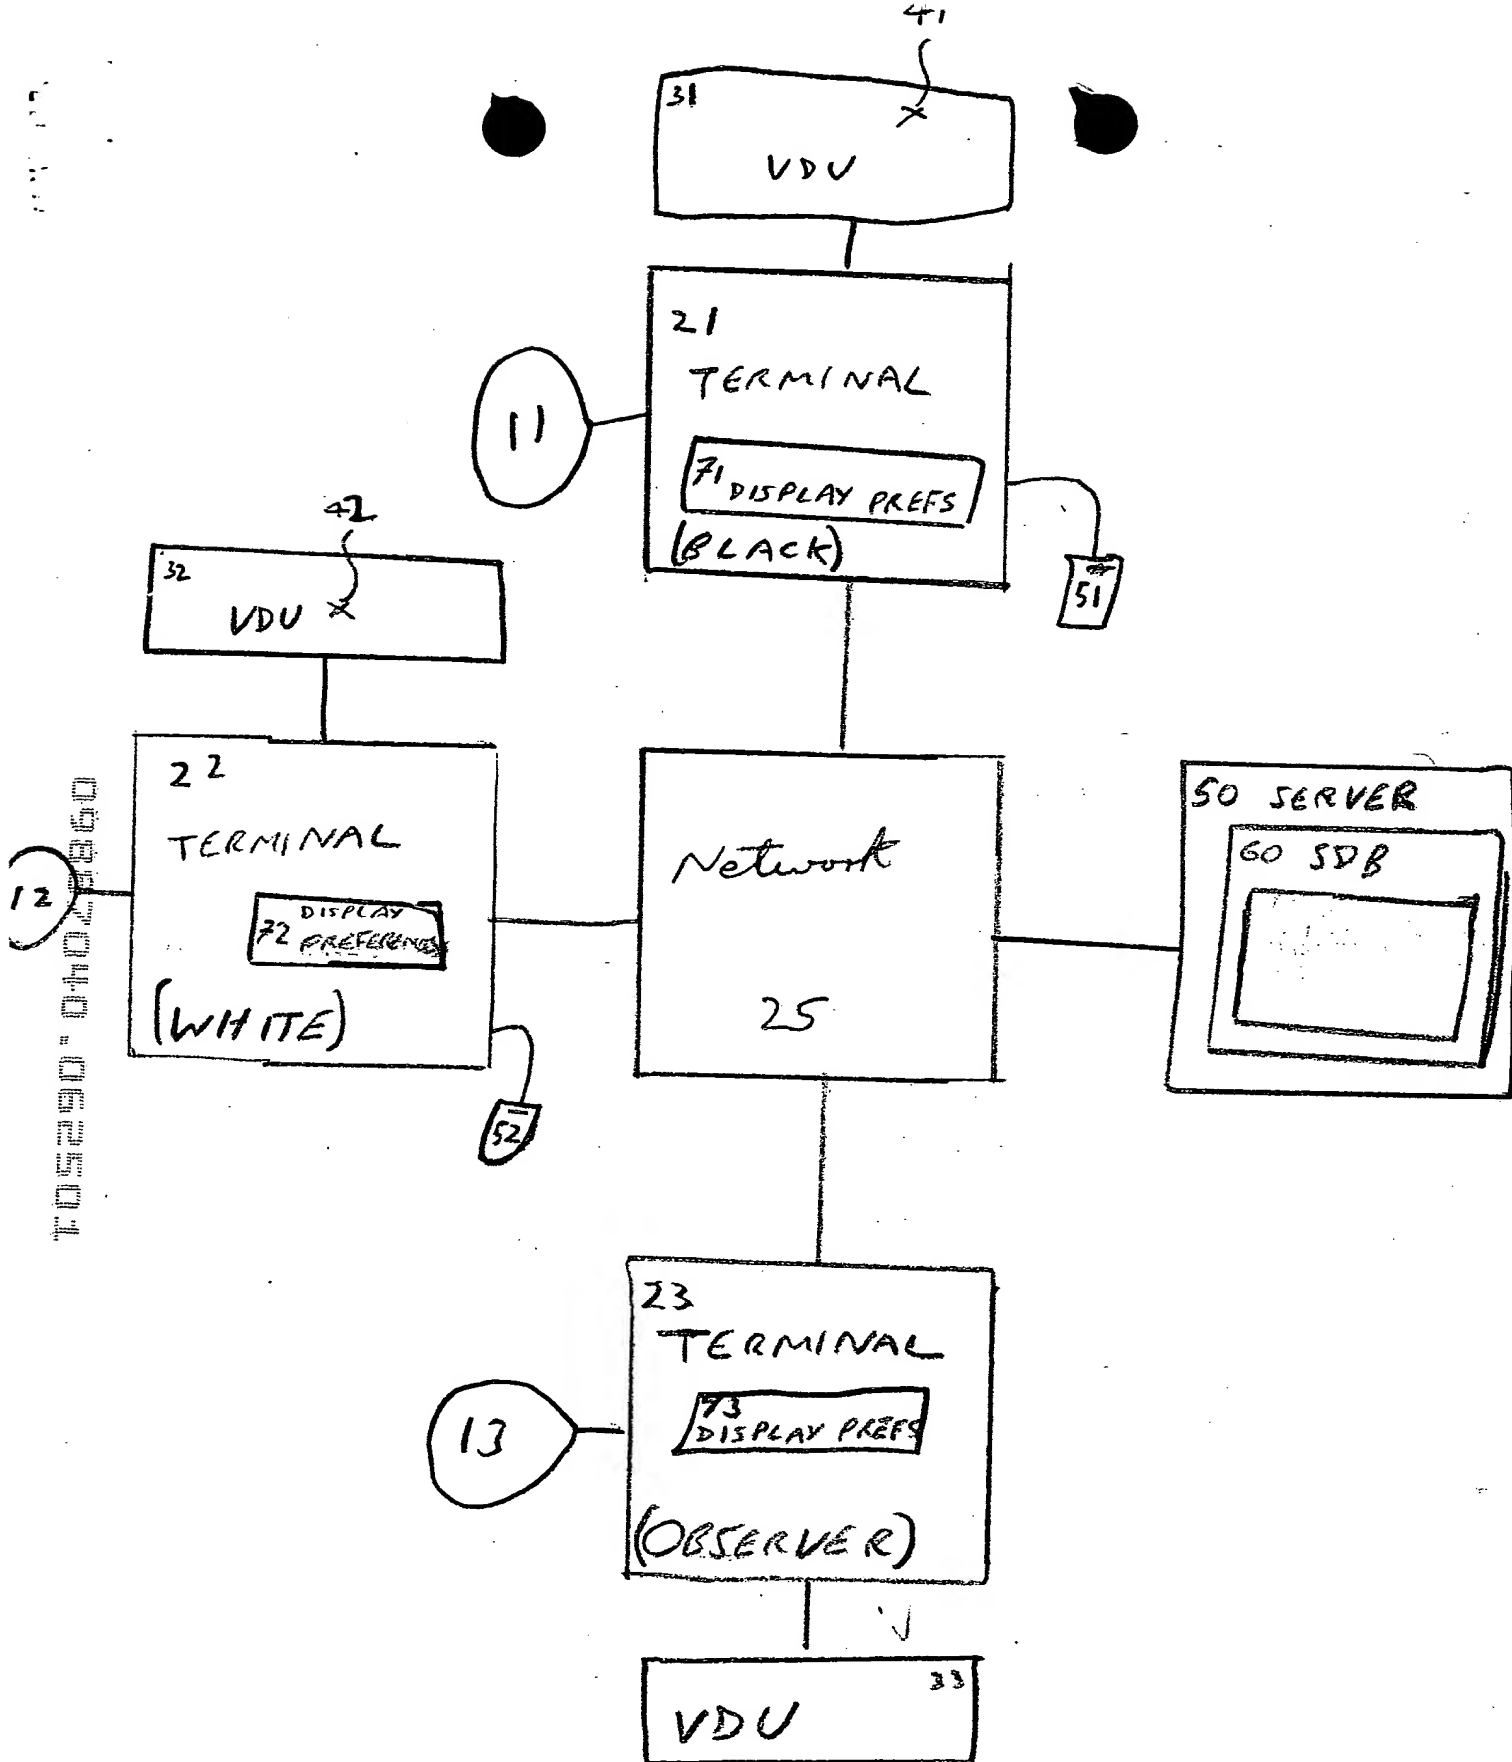 41
31
VDU
21
TERMINAL
11
71 DISPLAY PREFS
(BLACK)
51
42
32
VDU
22
TERMINAL
12
72 DISPLAY
PREFERENCES
(WHITE)
52
Network
25
50 SERVER
60 SDB
23
TERMINAL
13
73
DISPLAY PREFS
(OBSERVER)
33
VDU